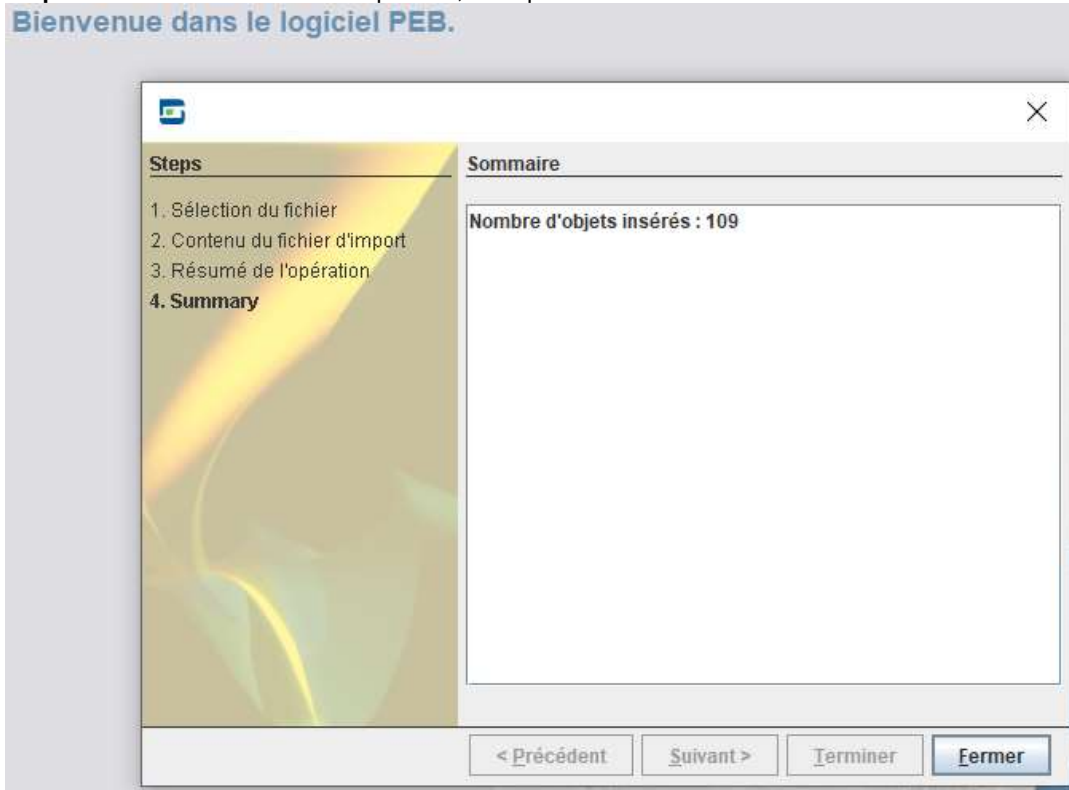 Bienvenue dans le logiciel PEB.
Steps
1. Sélection du fichier
2. Contenu du fichier d'import
3. Résumé de l'opération
4. Summary
Sommaire
Nombre d'objets insérés : 109
< Précédent
Suivant >
Terminer
Fermer